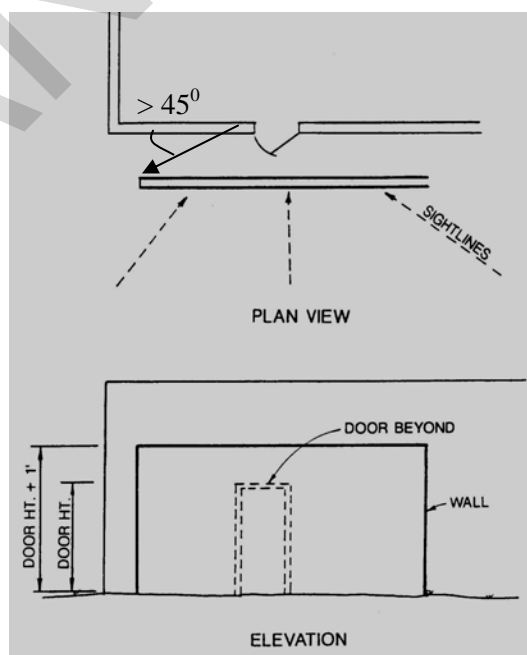 > 45⁰
SIGHTLINES
PLAN VIEW
DOOR BEYOND
DOOR HT. + 1'
DOOR HT.
WALL
ELEVATION